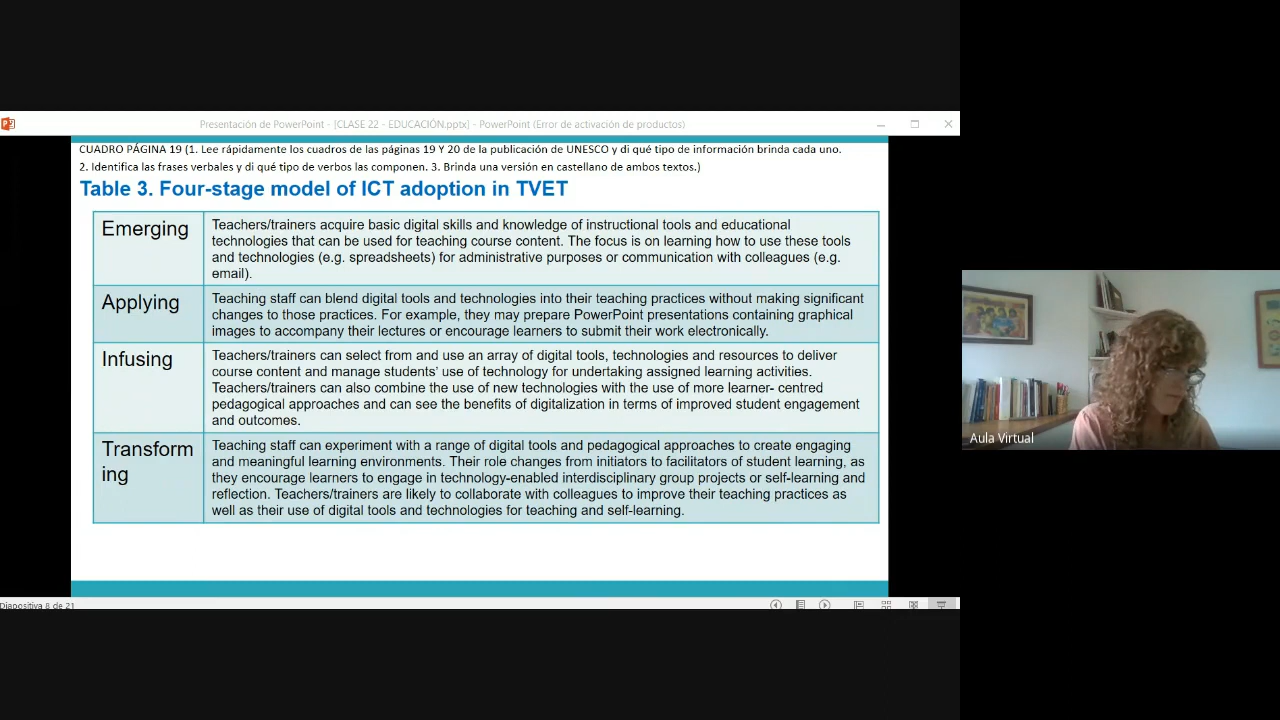 Presentación de PowerPoint - [CLASE 22 - EDUCACIÓN.pptx] - PowerPoint (Error de activación de productos)
CUADRO PÁGINA 19 (1. Lee rápidamente los cuadros de las páginas 19 Y 20 de la publicación de UNESCO y di qué tipo de información brinda cada uno.
2. Identifica las frases verbales y di qué tipo de verbos las componen. 3. Brinda una versión en castellano de ambos textos.)
Table 3. Four-stage model of ICT adoption in TVET
Emerging
Teachers/trainers acquire basic digital skills and knowledge of instructional tools and educational
technologies that can be used for teaching course content. The focus is on learning how to use these tools
and technologies (e.g. spreadsheets) for administrative purposes or communication with colleagues (e.g.
email).
Applying
Teaching staff can blend digital tools and technologies into their teaching practices without making significant
changes to those practices. For example, they may prepare PowerPoint presentations containing graphical
images to accompany their lectures or encourage learners to submit their work electronically.
Infusing
Teachers/trainers can select from and use an array of digital tools, technologies and resources to deliver
course content and manage students' use of technology for undertaking assigned learning activities.
Teachers/trainers can also combine the use of new technologies with the use of more learner- centred
pedagogical approaches and can see the benefits of digitalization in terms of improved student engagement
and outcomes.
Transform
ing
Teaching staff can experiment with a range of digital tools and pedagogical approaches to create engaging
and meaningful learning environments. Their role changes from initiators to facilitators of student learning, as
they encourage learners to engage in technology-enabled interdisciplinary group projects or self-learning and
reflection. Teachers/trainers are likely to collaborate with colleagues to improve their teaching practices as
well as their use of digital tools and technologies for teaching and self-learning.
Diapositiva 8 de 21
Aula Virtual